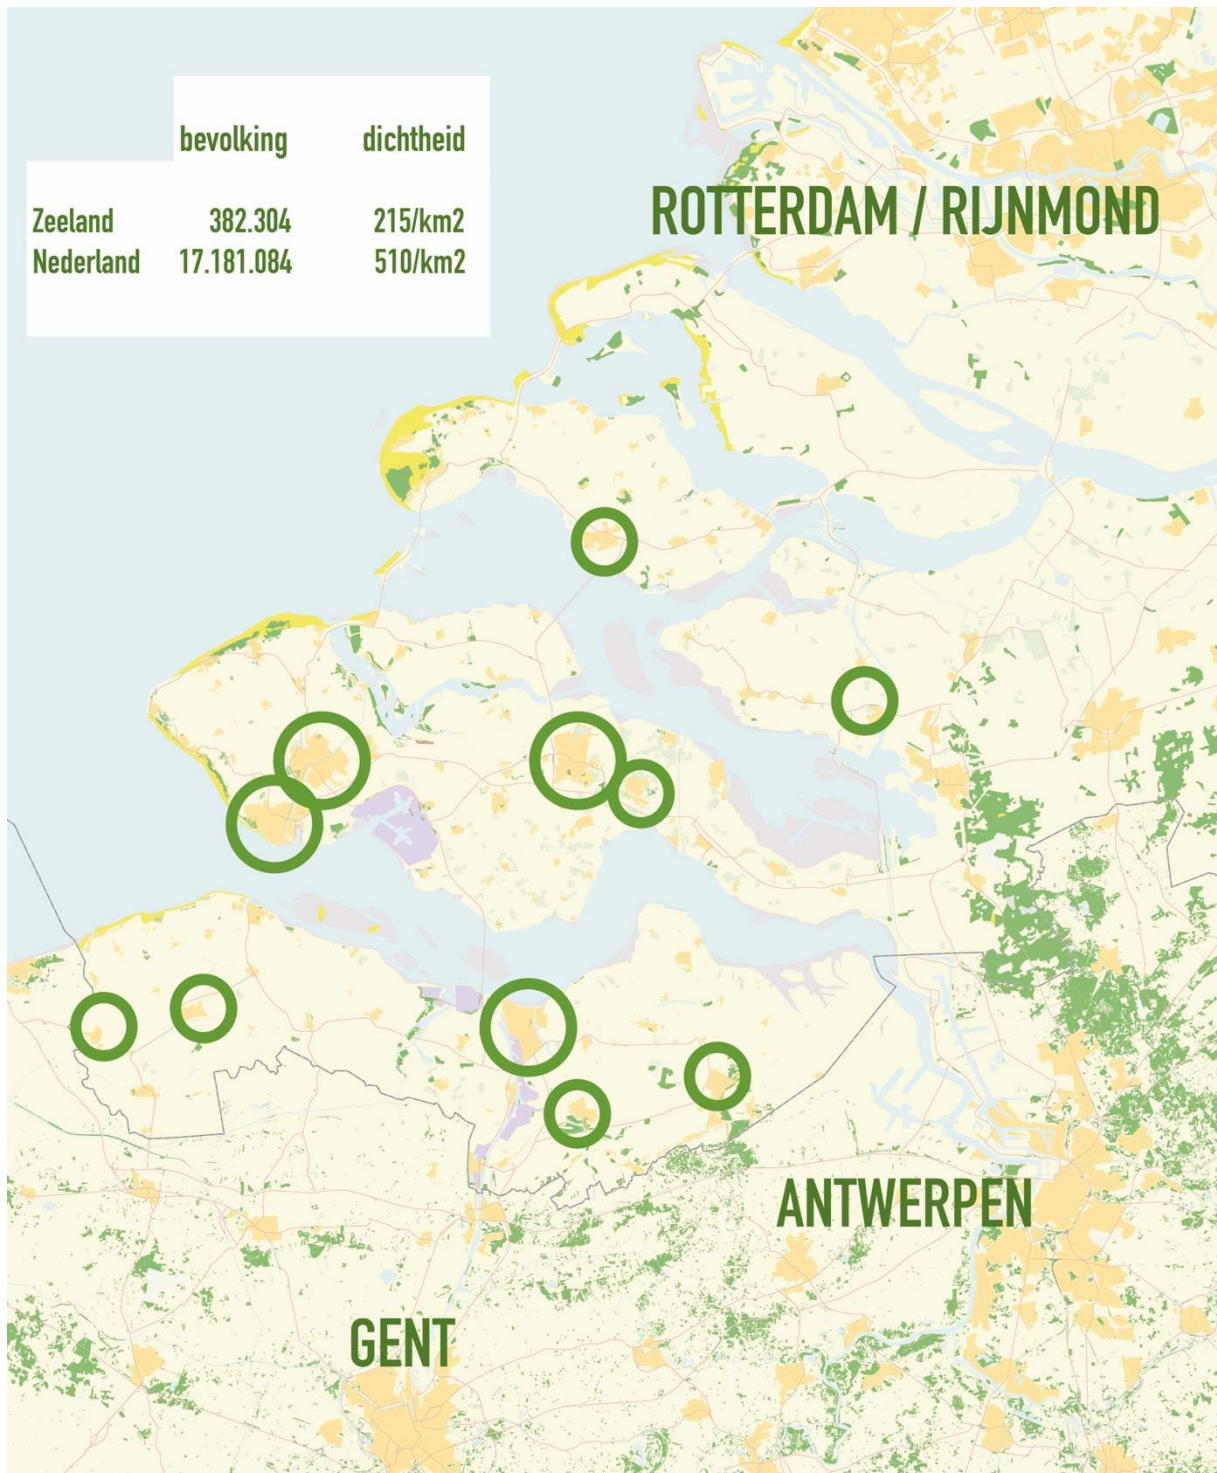 bevolking dichtheid
Zeeland 382.304 215/km2
Nederland 17.181.084 510/km2
ROTTERDAM / RIJNMOND
ANTWERPEN
GENT